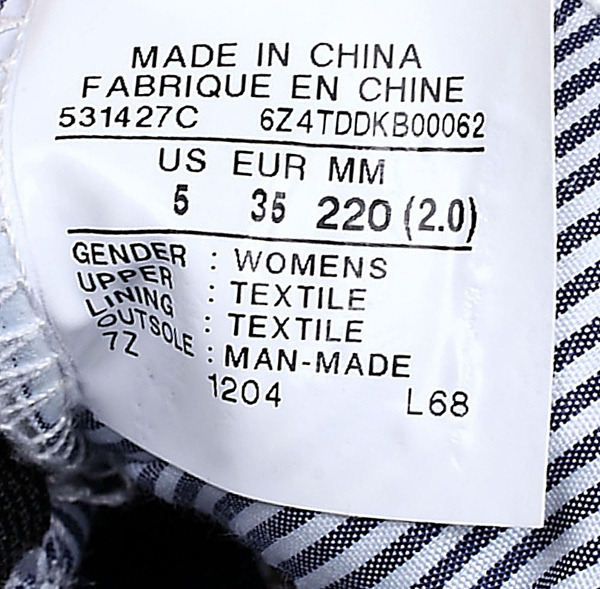 MADE IN CHINA
FABRIQUE EN CHINE
531427C 6Z4TDDKB00062
US EUR MM
5 35 220 (2.0)
GENDER : WOMENS
UPPER : TEXTILE
LINING : TEXTILE
OUTSOLE : MAN-MADE
7Z 1204 L68